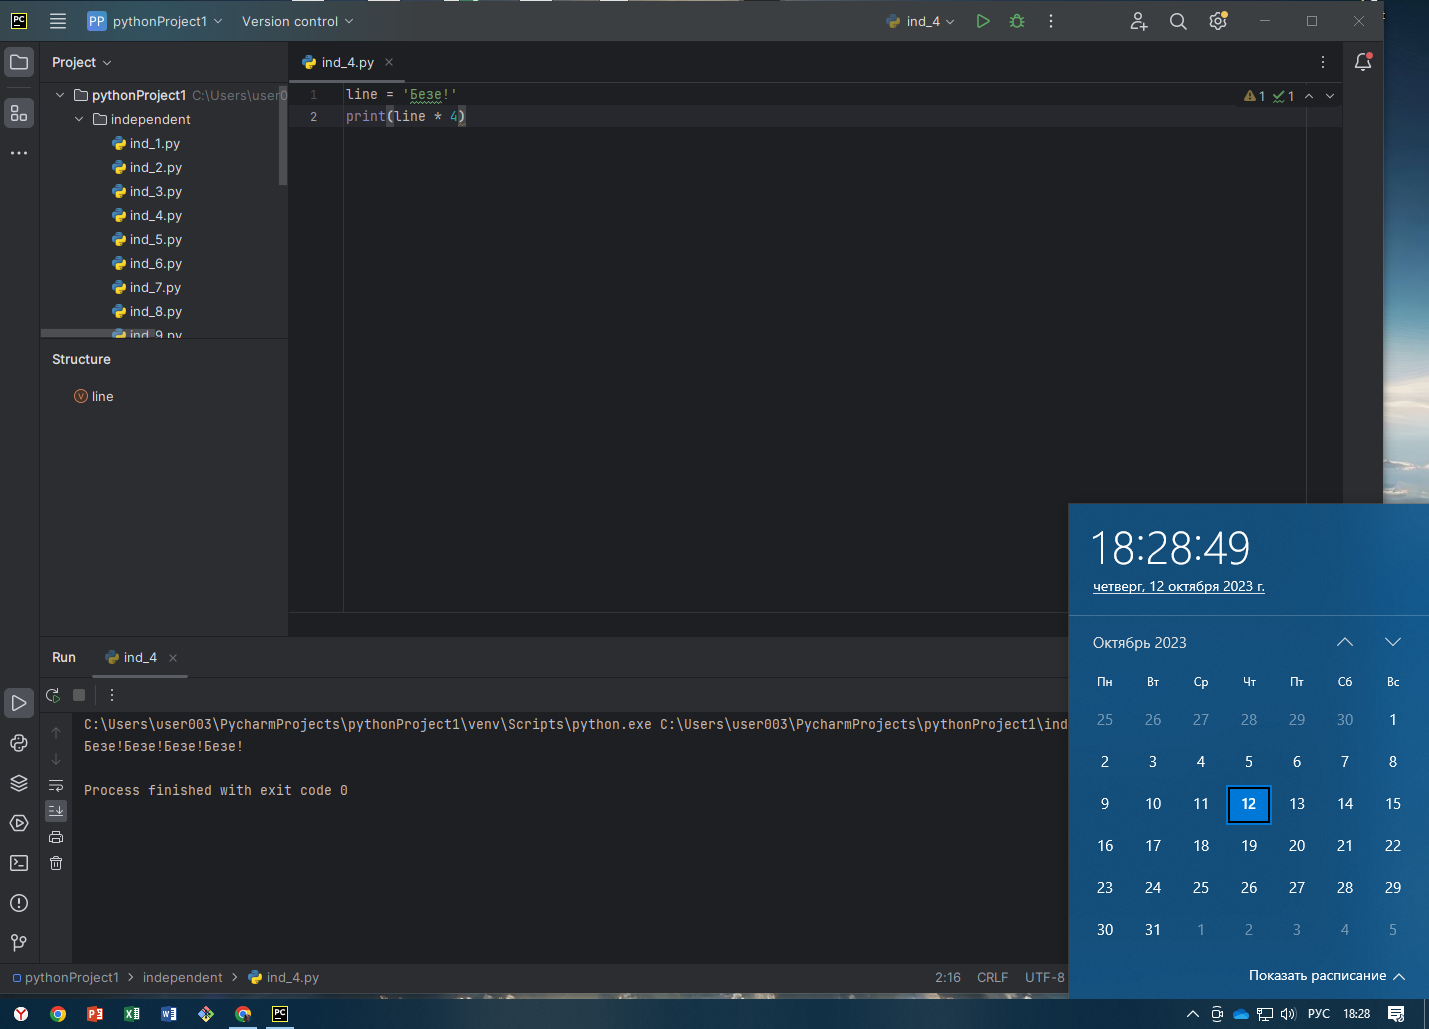 PC PP pythonProject1 Version control ind_4
Project
ind_4.py
pythonProject1 C:\Users\user0
independent
ind_1.py
ind_2.py
ind_3.py
ind_4.py
ind_5.py
ind_6.py
ind_7.py
ind_8.py
ind_9.py
1 line = 'Безе!'
2 print(line * 4)
1 1
Structure
V line
Run ind_4
C:\Users\user003\PycharmProjects\pythonProject1\venv\Scripts\python.exe C:\Users\user003\PycharmProjects\pythonProject1\ind
Безе!Безе!Безе!Безе!
Process finished with exit code 0
pythonProject1 independent ind_4.py
2:16 CRLF UTF-8
18:28:49
четверг, 12 октября 2023 г.
Октябрь 2023
Пн Вт Ср Чт Пт Сб Вс
25 26 27 28 29 30 1
2 3 4 5 6 7 8
9 10 11 12 13 14 15
16 17 18 19 20 21 22
23 24 25 26 27 28 29
30 31 1 2 3 4 5
Показать расписание
PC РУС 18:28